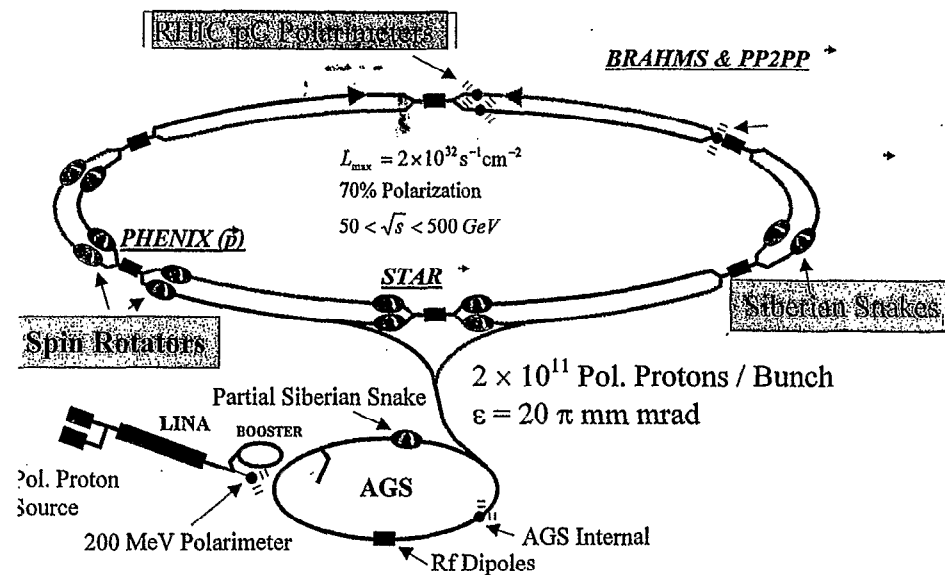 RHIC pC Polarimeters
BRAHMS & PP2PP
L_max = 2×10^32 s^−1 cm^−2
70% Polarization
50 < √s < 500 GeV
PHENIX (p⃗)
STAR
Siberian Snakes
Spin Rotators
2 × 10^11 Pol. Protons / Bunch
ε = 20 π mm mrad
Partial Siberian Snake
LINA
BOOSTER
Pol. Proton
Source
AGS
200 MeV Polarimeter
AGS Internal
Rf Dipoles